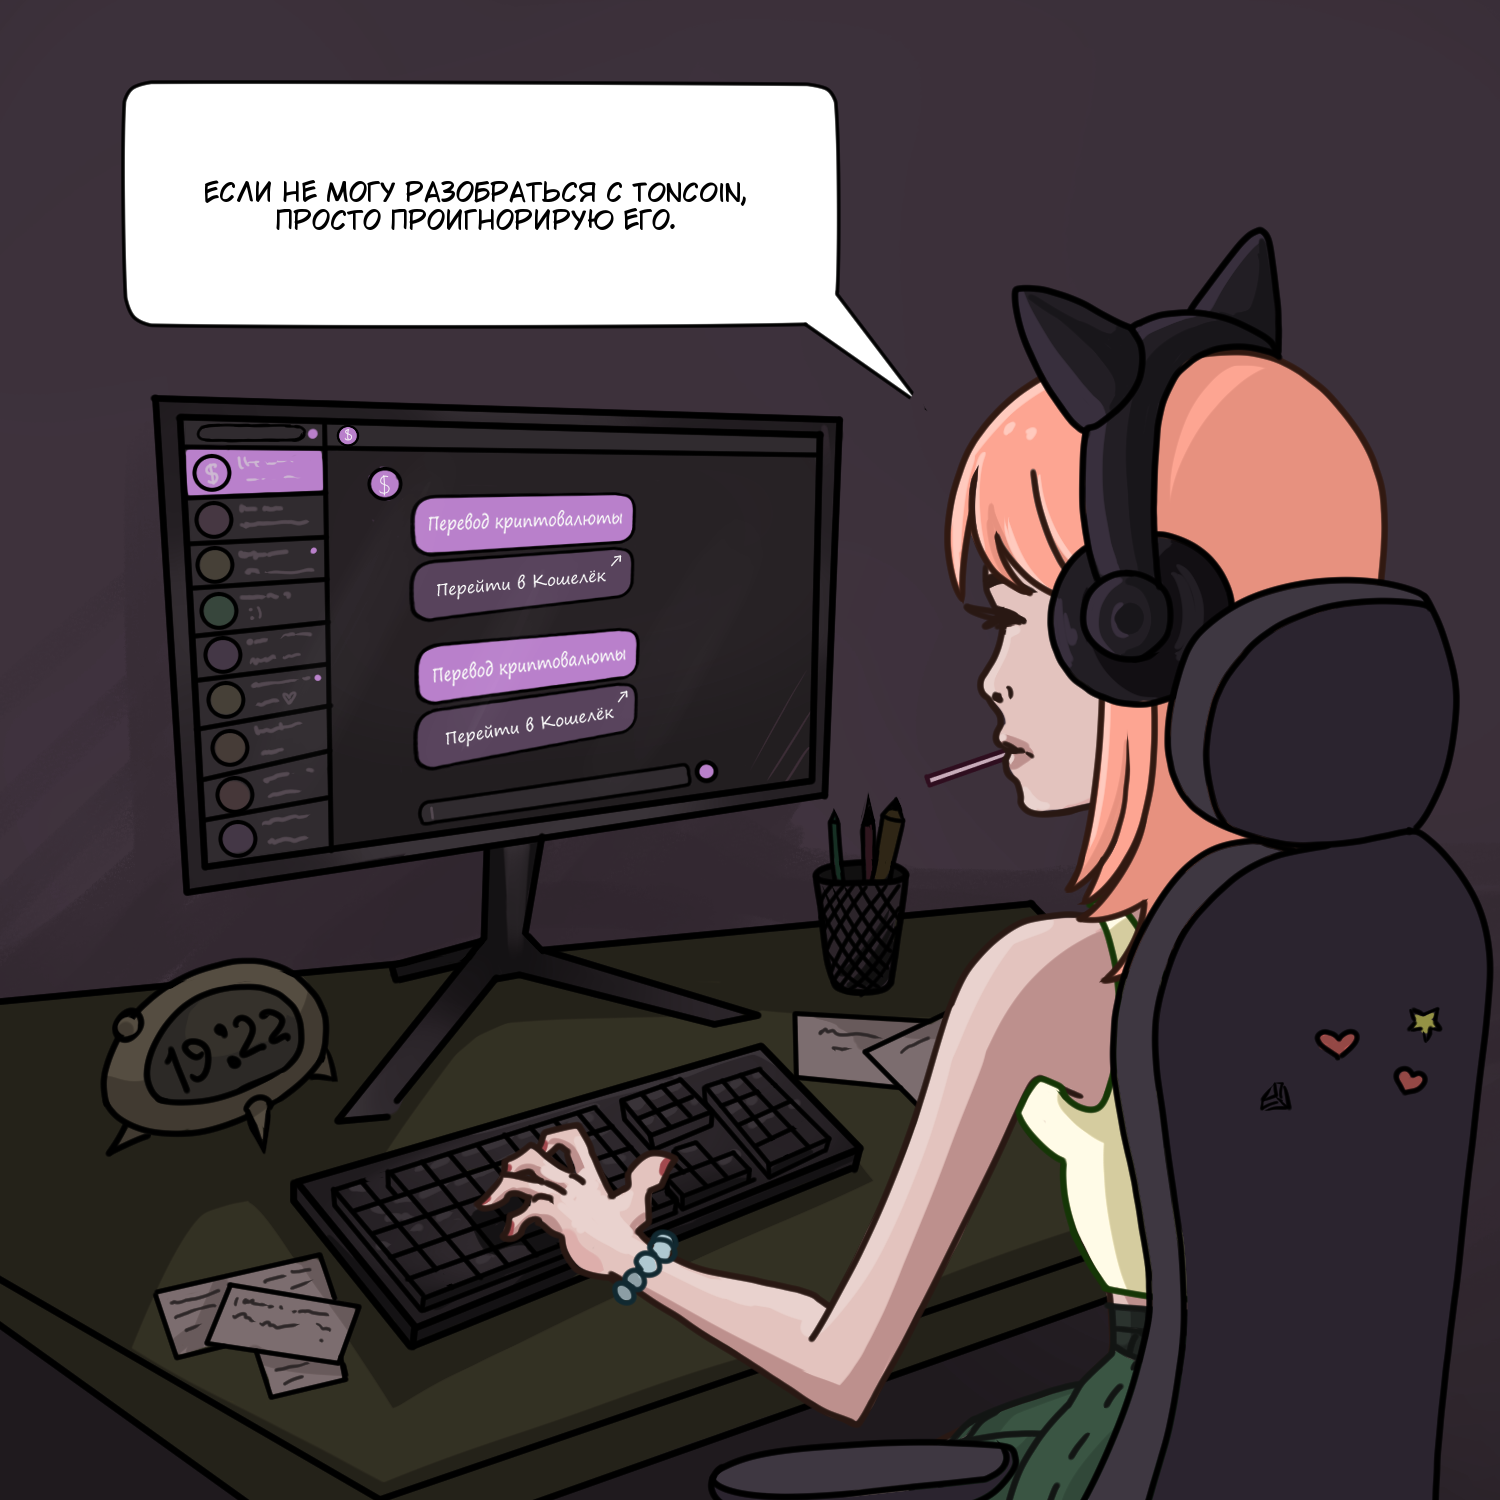 ЕСЛИ НЕ МОГУ РАЗОБРАТЬСЯ С TONCOIN,
ПРОСТО ПРОИГНОРИРУЮ ЕГО.
$
$
$
Перевод криптовалюты
Перейти в Кошелёк
:)
Перевод криптовалюты
Перейти в Кошелёк
19:22